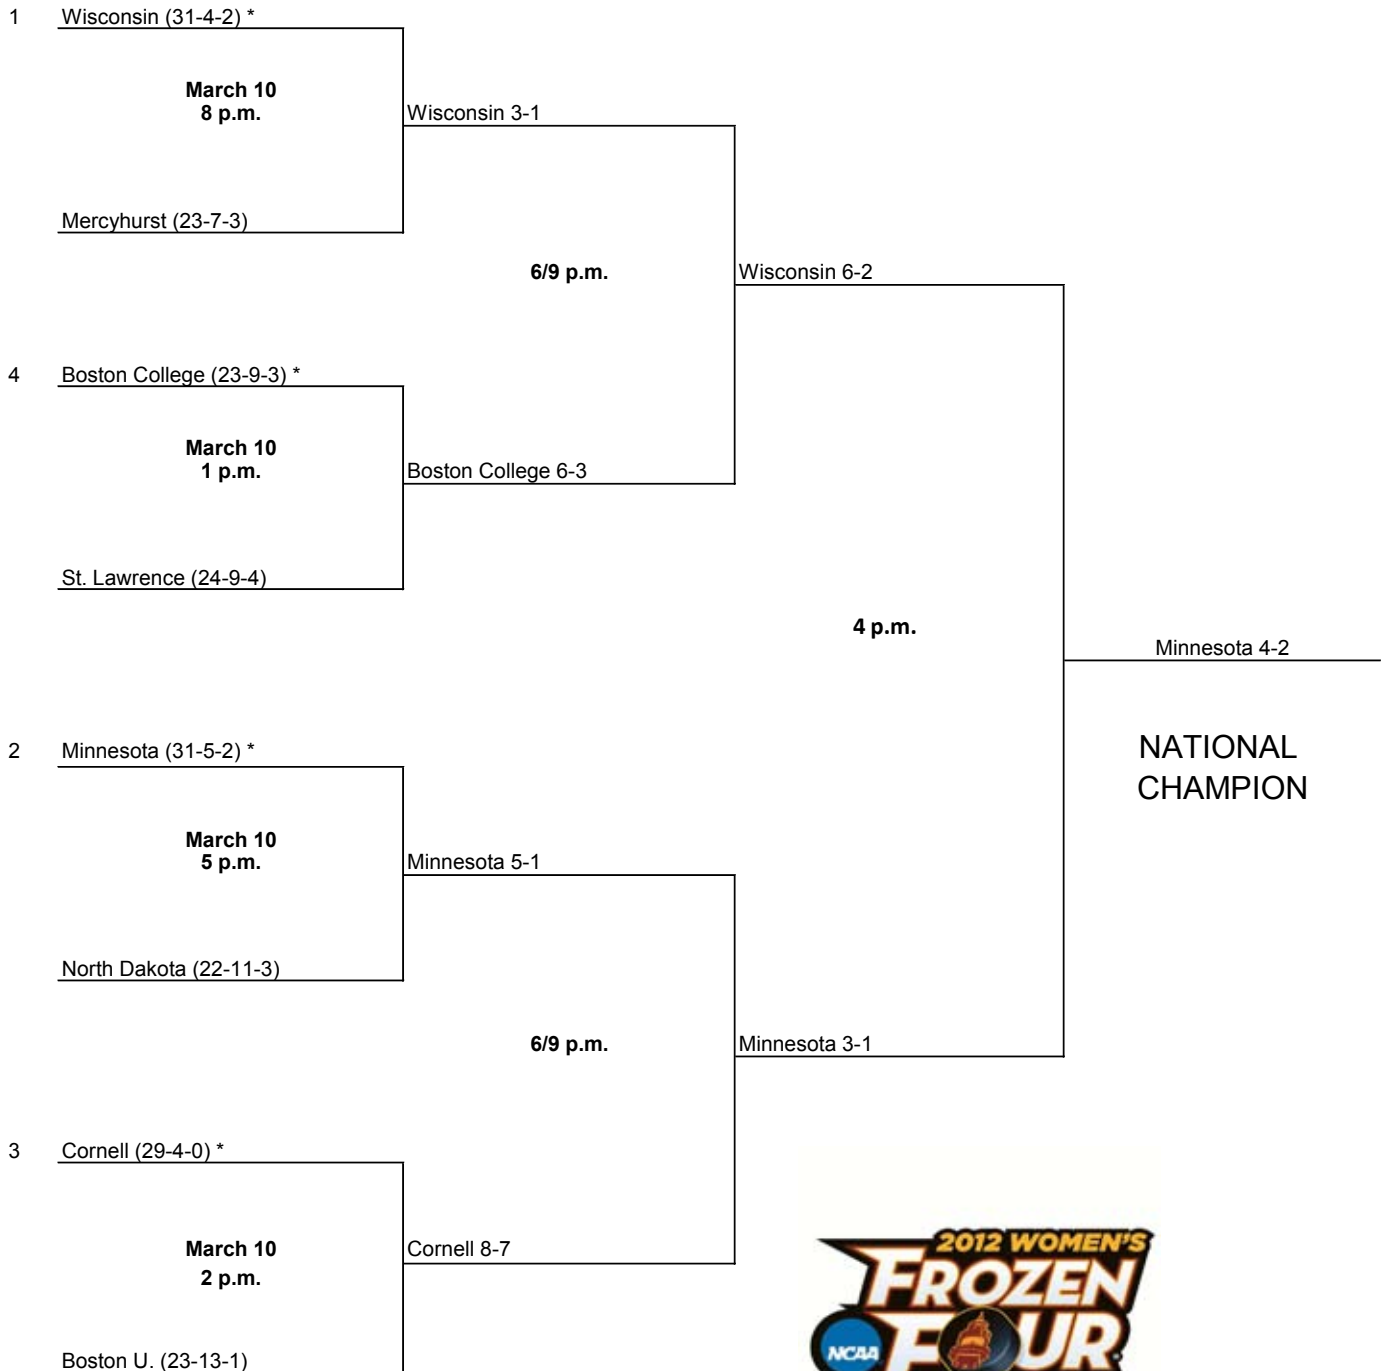 1 Wisconsin (31-4-2) *
March 10
8 p.m.
Wisconsin 3-1
Mercyhurst (23-7-3)
6/9 p.m.
Wisconsin 6-2
4 Boston College (23-9-3) *
March 10
1 p.m.
Boston College 6-3
St. Lawrence (24-9-4)
4 p.m.
Minnesota 4-2
NATIONAL
CHAMPION
2 Minnesota (31-5-2) *
March 10
5 p.m.
Minnesota 5-1
North Dakota (22-11-3)
6/9 p.m.
Minnesota 3-1
3 Cornell (29-4-0) *
March 10
2 p.m.
Cornell 8-7
Boston U. (23-13-1)
2012 WOMEN'S
FROZEN
FOUR
NCAA